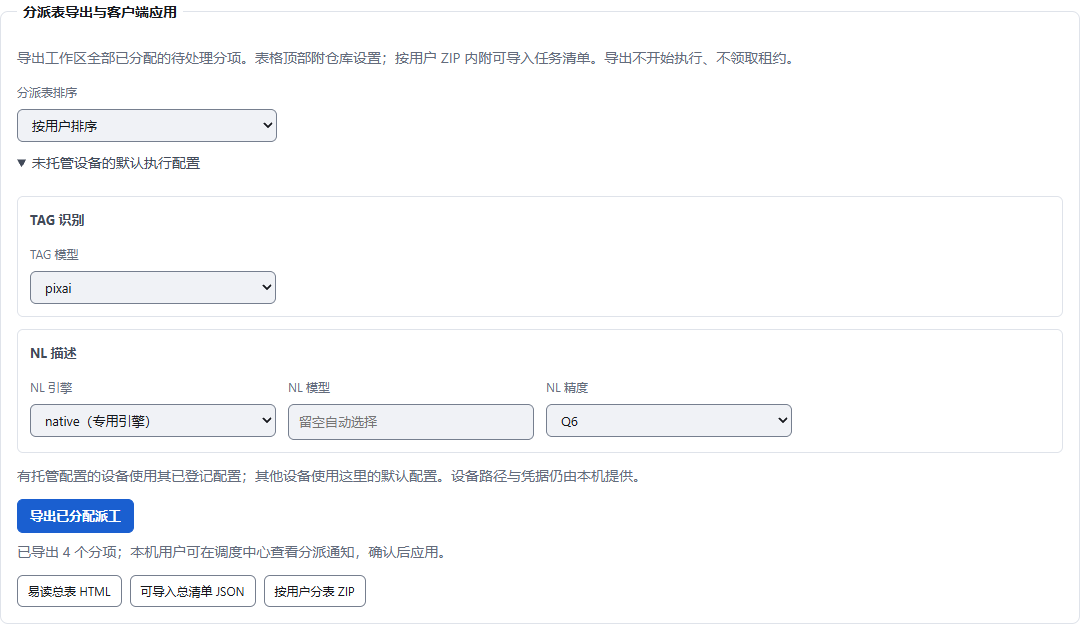 分派表导出与客户端应用
导出工作区全部已分配的待处理分项。表格顶部附仓库设置；按用户 ZIP 内附可导入任务清单。导出不开始执行、不领取租约。
分派表排序
按用户排序
▼ 未托管设备的默认执行配置
TAG 识别
TAG 模型
pixai
NL 描述
NL 引擎 NL 模型 NL 精度
native（专用引擎） 留空自动选择 Q6
有托管配置的设备使用其已登记配置；其他设备使用这里的默认配置。设备路径与凭据仍由本机提供。
导出已分配派工
已导出 4 个分项；本机用户可在调度中心查看分派通知，确认后应用。
易读总表 HTML 可导入总清单 JSON 按用户分表 ZIP